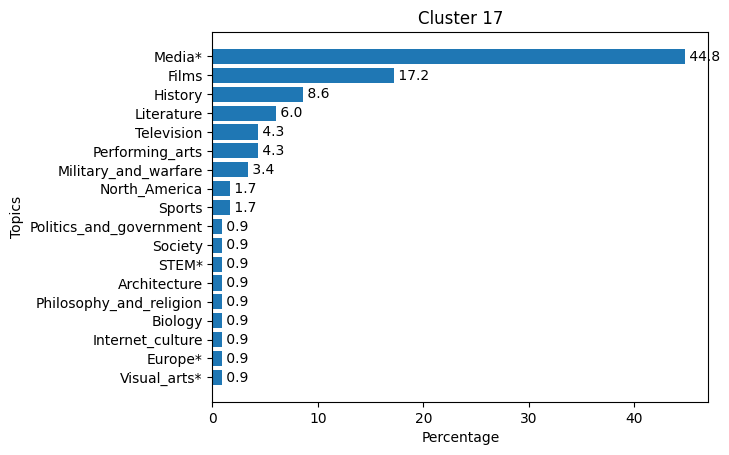 Cluster 17
Media* 44.8
Films 17.2
History 8.6
Literature 6.0
Television 4.3
Performing_arts 4.3
Military_and_warfare 3.4
North_America 1.7
Sports 1.7
Politics_and_government 0.9
Society 0.9
STEM* 0.9
Architecture 0.9
Philosophy_and_religion 0.9
Biology 0.9
Internet_culture 0.9
Europe* 0.9
Visual_arts* 0.9
Topics
0 10 20 30 40
Percentage